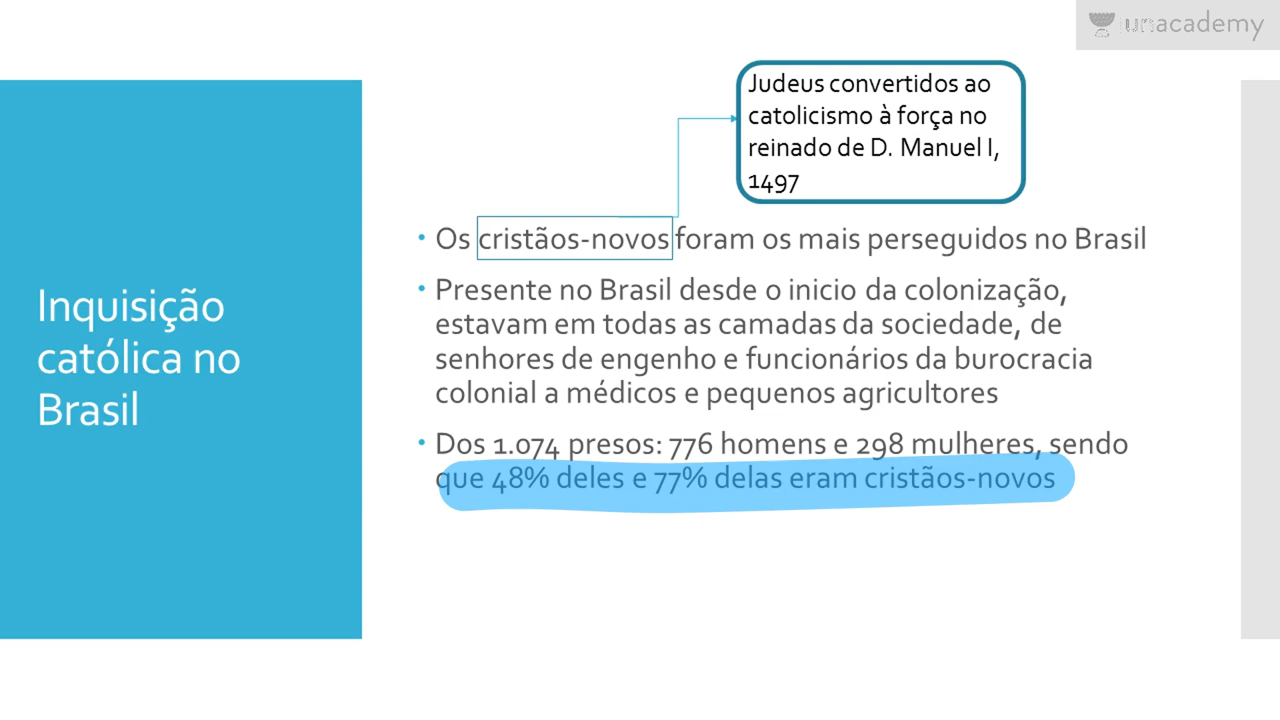 unacademy
Judeus convertidos ao
catolicismo à força no
reinado de D. Manuel I,
1497
Inquisição
católica no
Brasil
• Os cristãos-novos foram os mais perseguidos no Brasil
• Presente no Brasil desde o inicio da colonização,
estavam em todas as camadas da sociedade, de
senhores de engenho e funcionários da burocracia
colonial a médicos e pequenos agricultores
• Dos 1.074 presos: 776 homens e 298 mulheres, sendo
que 48% deles e 77% delas eram cristãos-novos